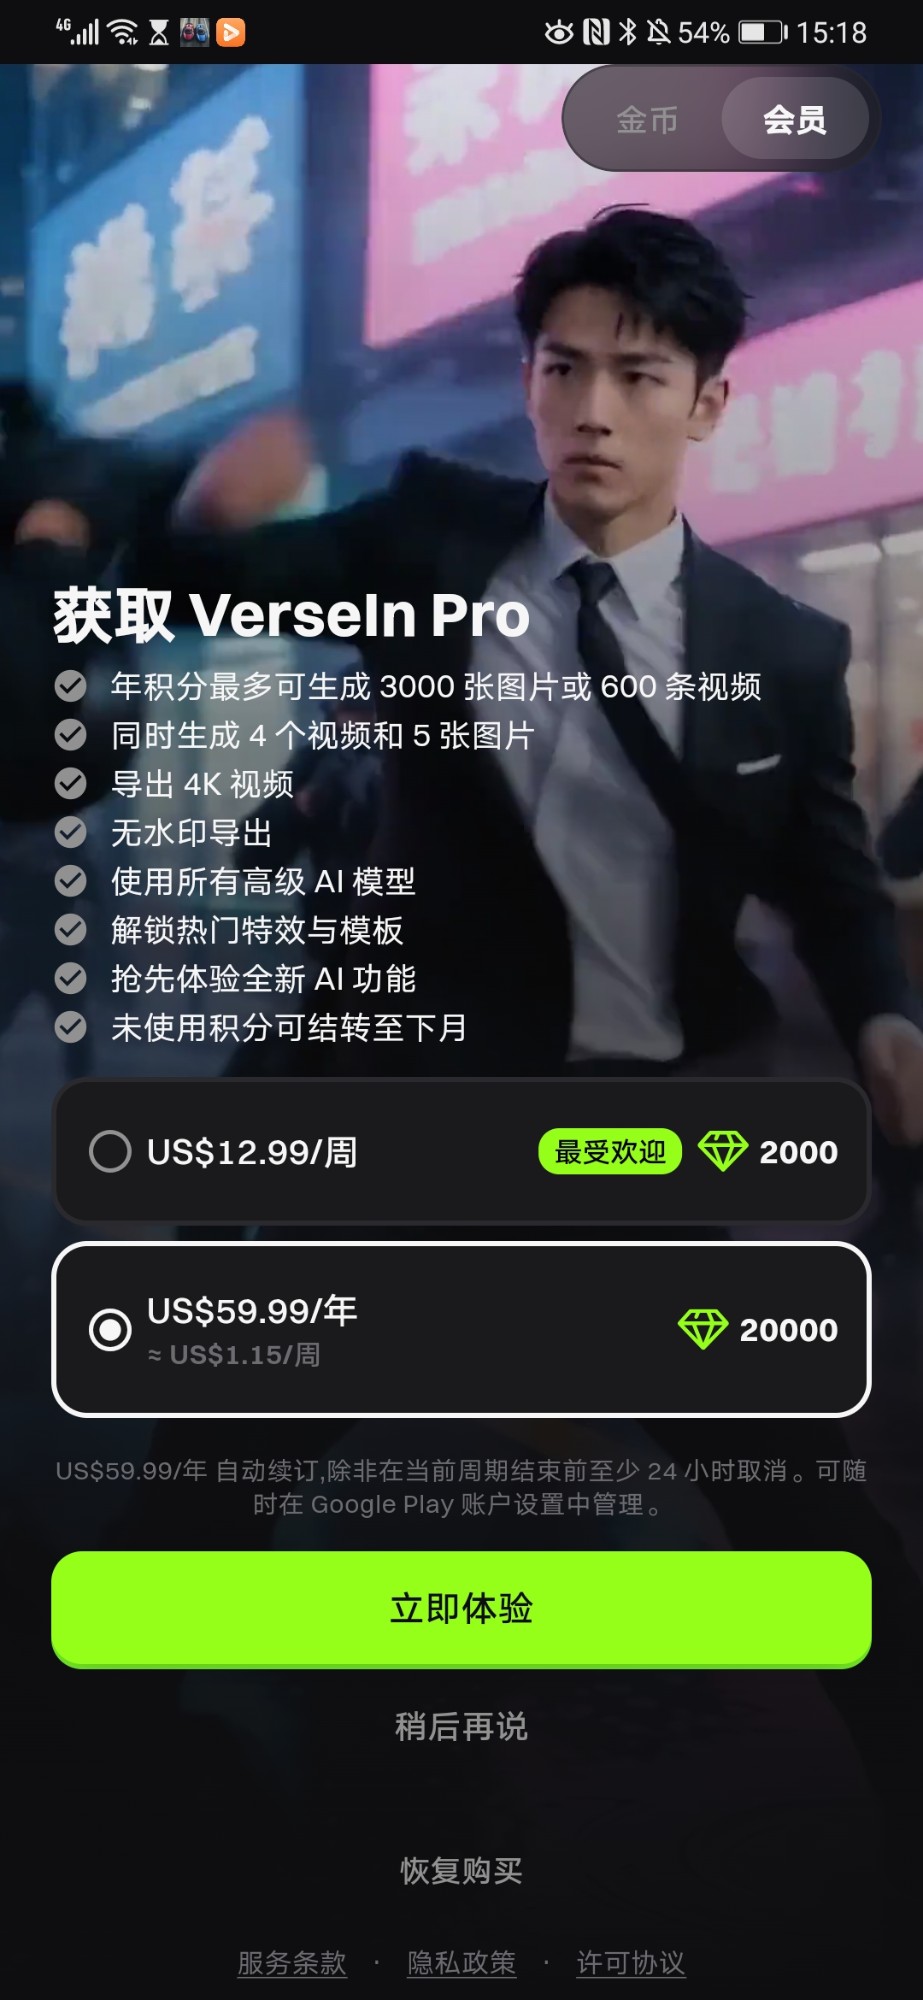 4G 54% 15:18
金币 会员
获取 VerseIn Pro
年积分最多可生成 3000 张图片或 600 条视频
同时生成 4 个视频和 5 张图片
导出 4K 视频
无水印导出
使用所有高级 AI 模型
解锁热门特效与模板
抢先体验全新 AI 功能
未使用积分可结转至下月
US$12.99/周 最受欢迎 2000
US$59.99/年 20000
≈ US$1.15/周
US$59.99/年 自动续订,除非在当前周期结束前至少 24 小时取消。可随
时在 Google Play 账户设置中管理。
立即体验
稍后再说
恢复购买
服务条款 · 隐私政策 · 许可协议